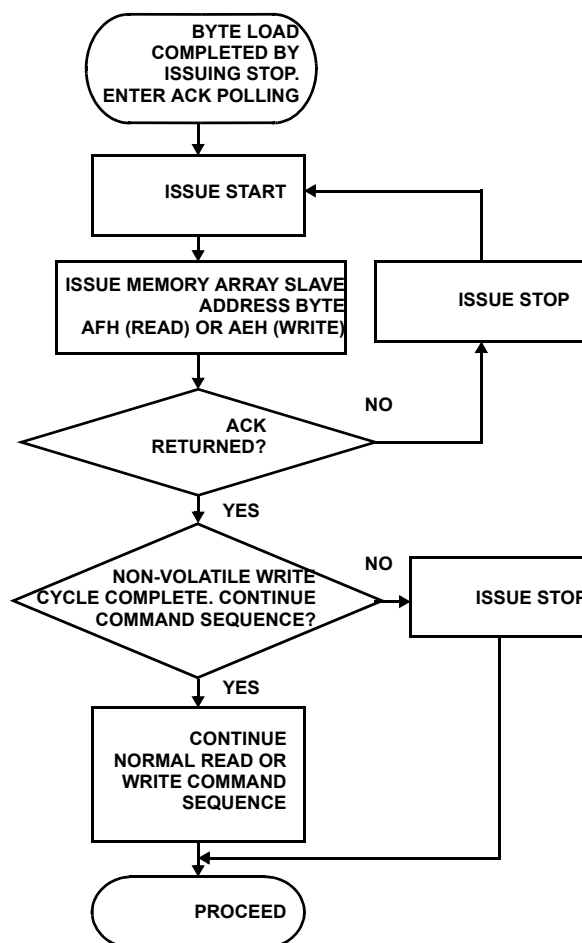 BYTE LOAD
COMPLETED BY
ISSUING STOP.
ENTER ACK POLLING
ISSUE START
ISSUE MEMORY ARRAY SLAVE
ADDRESS BYTE
AFH (READ) OR AEH (WRITE)
ISSUE STOP
NO
ACK
RETURNED?
YES
NO
NON-VOLATILE WRITE
CYCLE COMPLETE. CONTINUE
COMMAND SEQUENCE?
ISSUE STOP
YES
CONTINUE
NORMAL READ OR
WRITE COMMAND
SEQUENCE
PROCEED